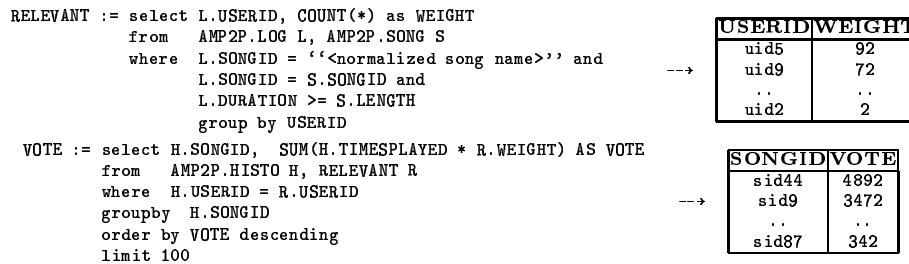 RELEVANT := select L.USERID, COUNT(*) as WEIGHT
from AMP2P.LOG L, AMP2P.SONG S
where L.SONGID = ‘‘<normalized song name>’’ and
L.SONGID = S.SONGID and
L.DURATION >= S.LENGTH
group by USERID
-->
USERID WEIGHT
uid5 92
uid9 72
.. ..
uid2 2
VOTE := select H.SONGID, SUM(H.TIMESPLAYED * R.WEIGHT) AS VOTE
from AMP2P.HISTO H, RELEVANT R
where H.USERID = R.USERID
groupby H.SONGID
order by VOTE descending
limit 100
-->
SONGID VOTE
sid44 4892
sid9 3472
.. ..
sid87 342